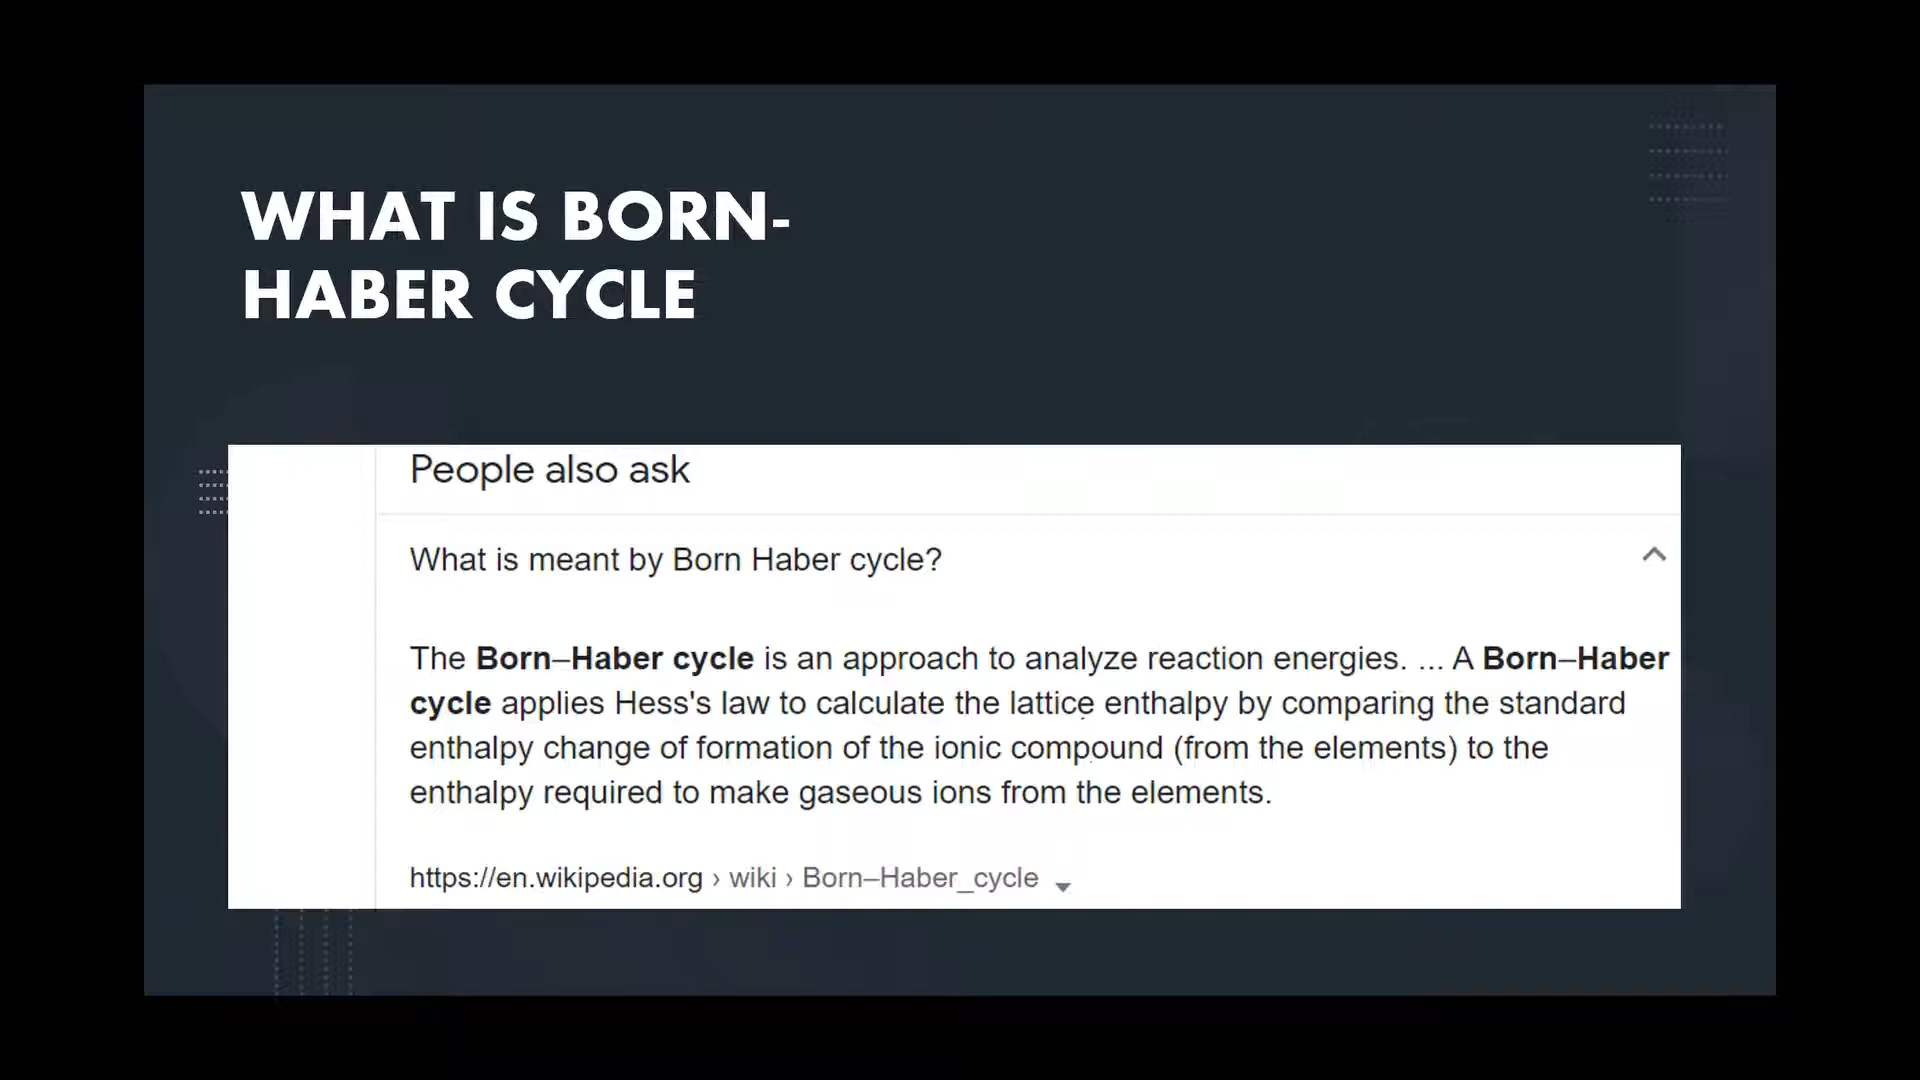 WHAT IS BORN-
HABER CYCLE
People also ask
What is meant by Born Haber cycle?
The Born–Haber cycle is an approach to analyze reaction energies. ... A Born–Haber
cycle applies Hess's law to calculate the lattice enthalpy by comparing the standard
enthalpy change of formation of the ionic compound (from the elements) to the
enthalpy required to make gaseous ions from the elements.
https://en.wikipedia.org › wiki › Born–Haber_cycle